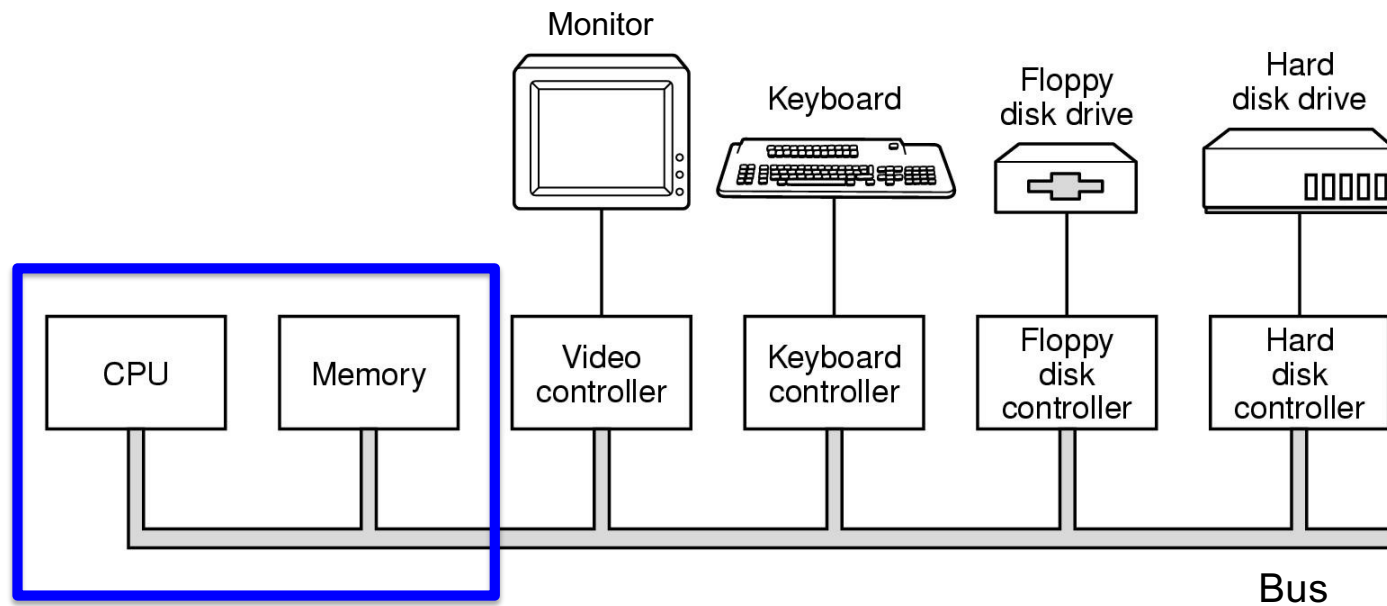 Monitor
Keyboard
Floppy
disk drive
Hard
disk drive
CPU
Memory
Video
controller
Keyboard
controller
Floppy
disk
controller
Hard
disk
controller
Bus